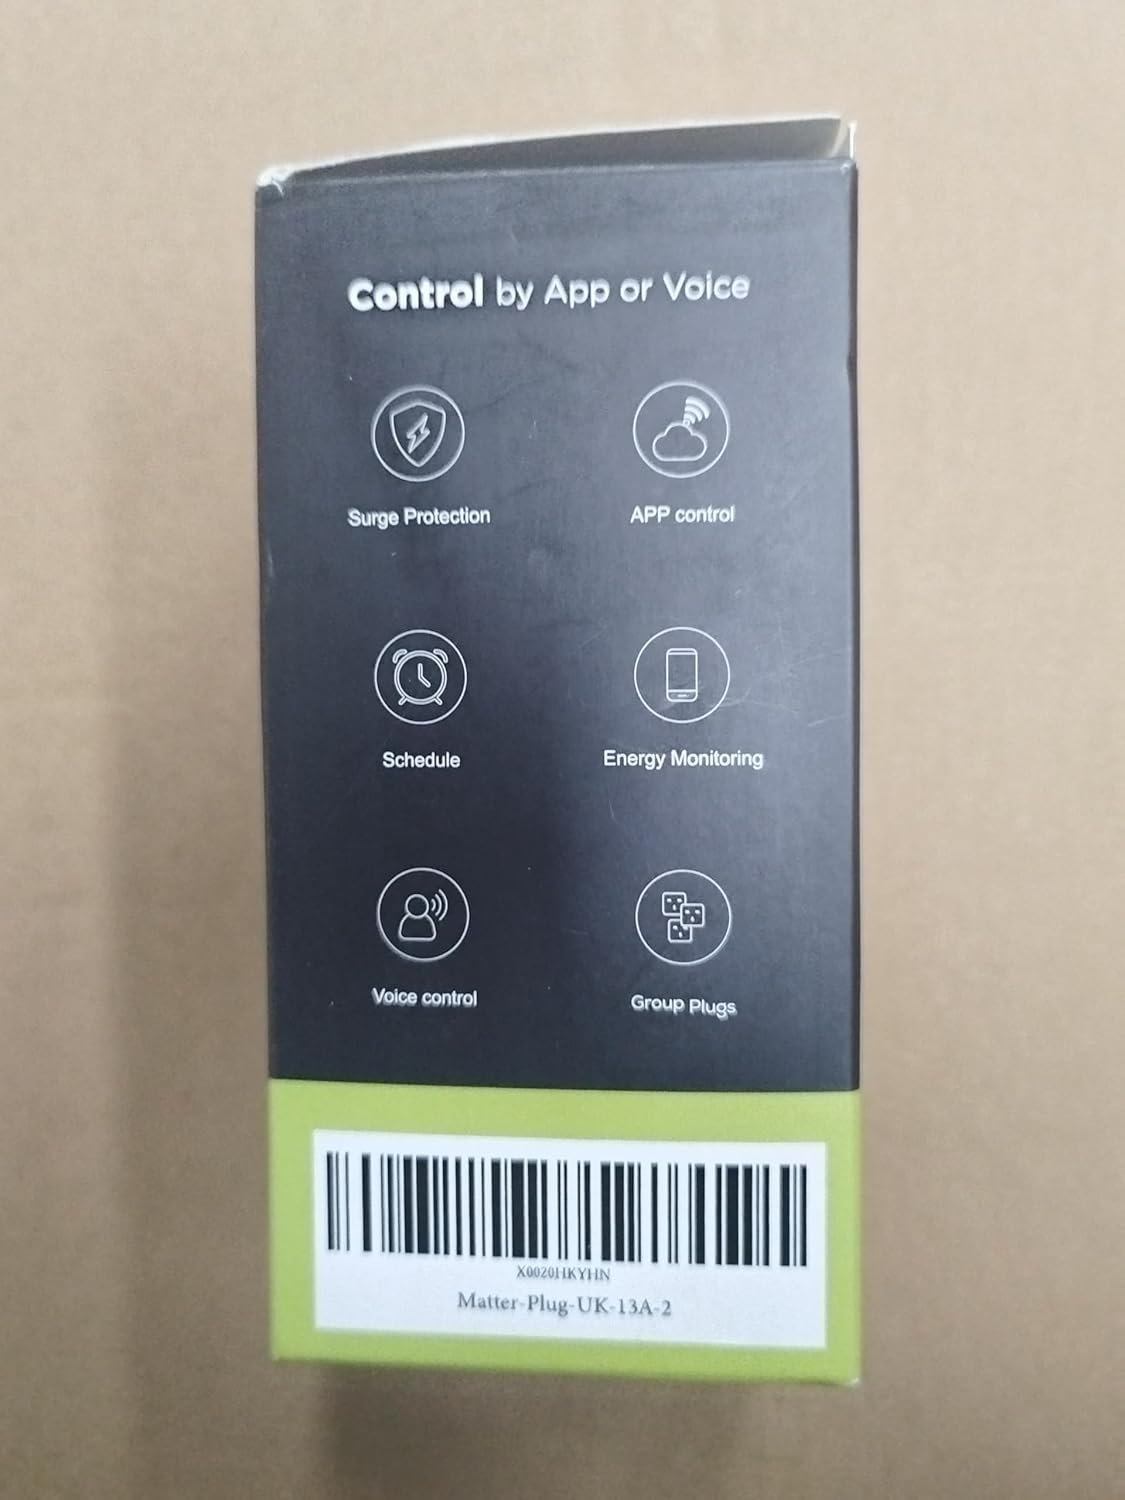 Control by App or Voice
Surge Protection
APP control
Schedule
Energy Monitoring
Voice control
Group Plugs
X0020HKYHN
Matter-Plug-UK-13A-2